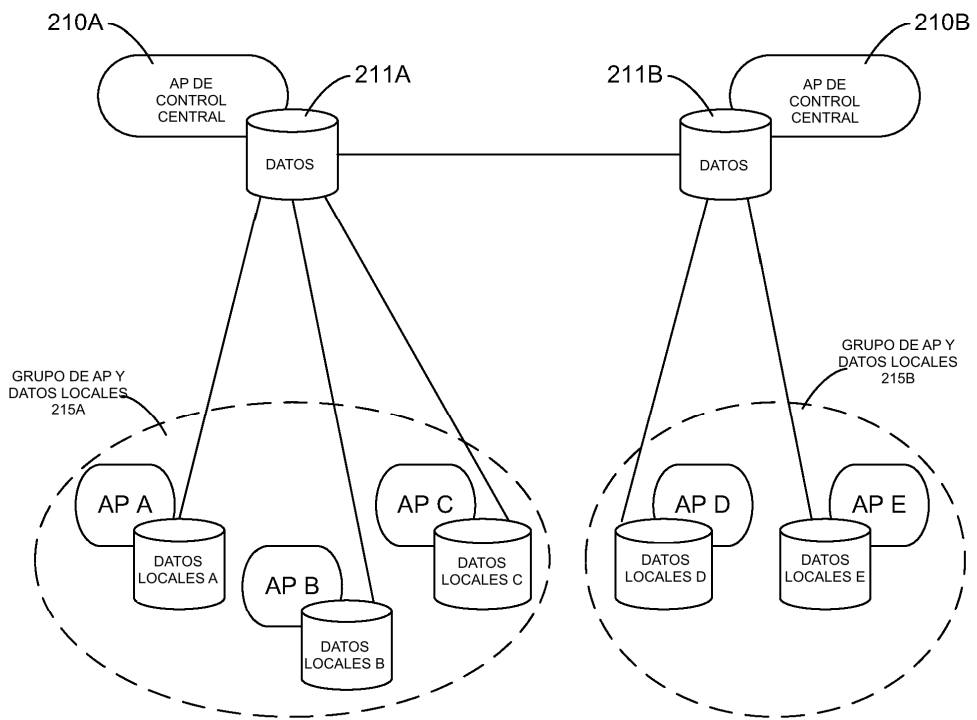 210A
210B
211A
211B
AP DE
CONTROL
CENTRAL
AP DE
CONTROL
CENTRAL
DATOS
DATOS
GRUPO DE AP Y
DATOS LOCALES
215A
GRUPO DE AP Y
DATOS LOCALES
215B
AP A
DATOS
LOCALES A
AP B
DATOS
LOCALES B
AP C
DATOS
LOCALES C
AP D
DATOS
LOCALES D
AP E
DATOS
LOCALES E